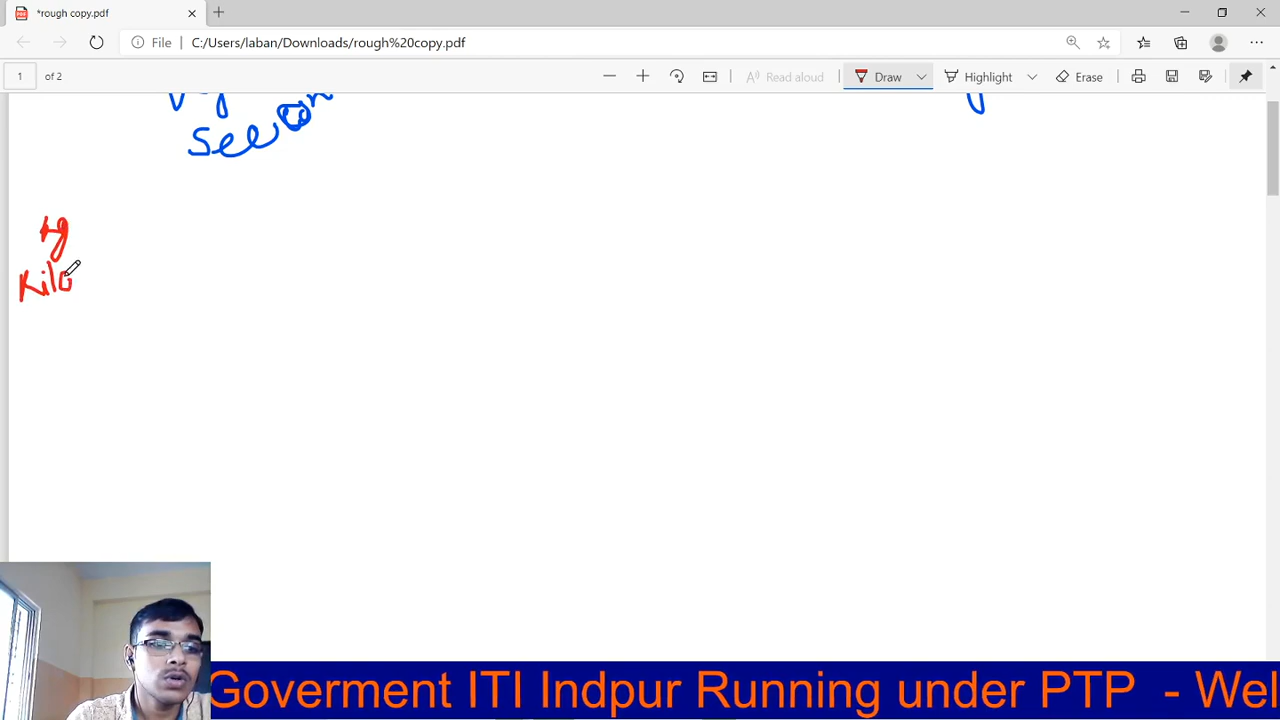 *rough copy.pdf
File C:/Users/laban/Downloads/rough%20copy.pdf
1 of 2 Read aloud Draw Highlight Erase
See
kg
Kilo
Goverment ITI Indpur Running under PTP - Wel